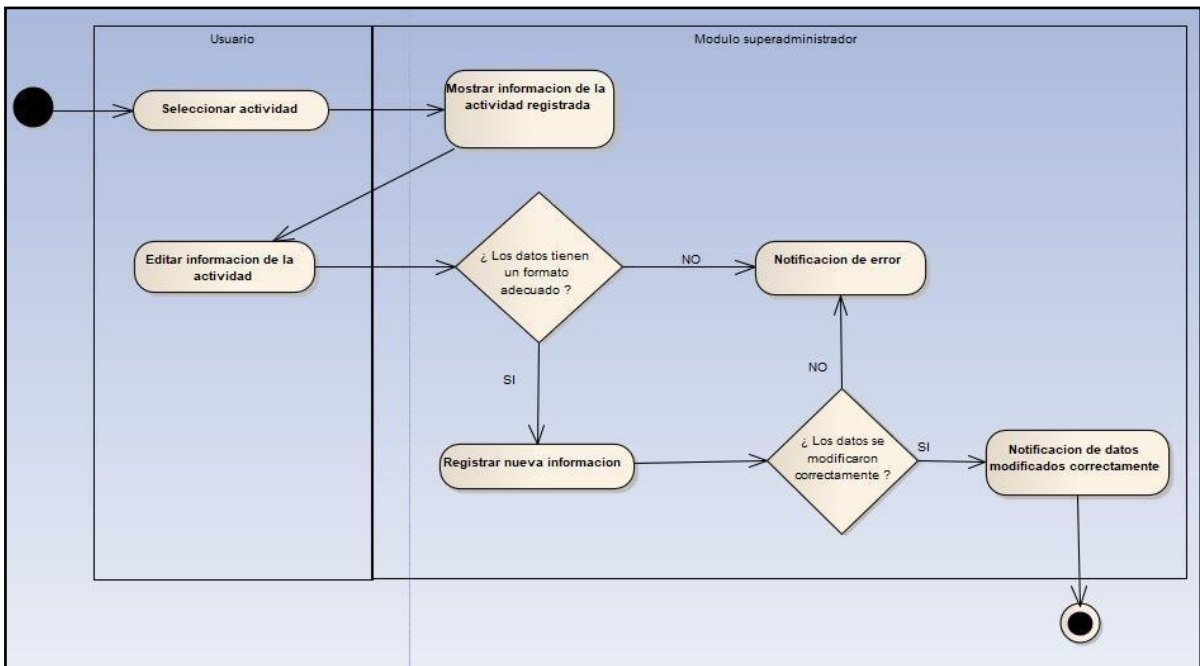 Usuario
Modulo superadministrador
Seleccionar actividad
Mostrar informacion de la
actividad registrada
Editar informacion de la
actividad
¿ Los datos tienen
un formato
adecuado ?
NO
Notificacion de error
SI
NO
Registrar nueva informacion
¿ Los datos se
modificaron
correctamente ?
SI
Notificacion de datos
modificados correctamente